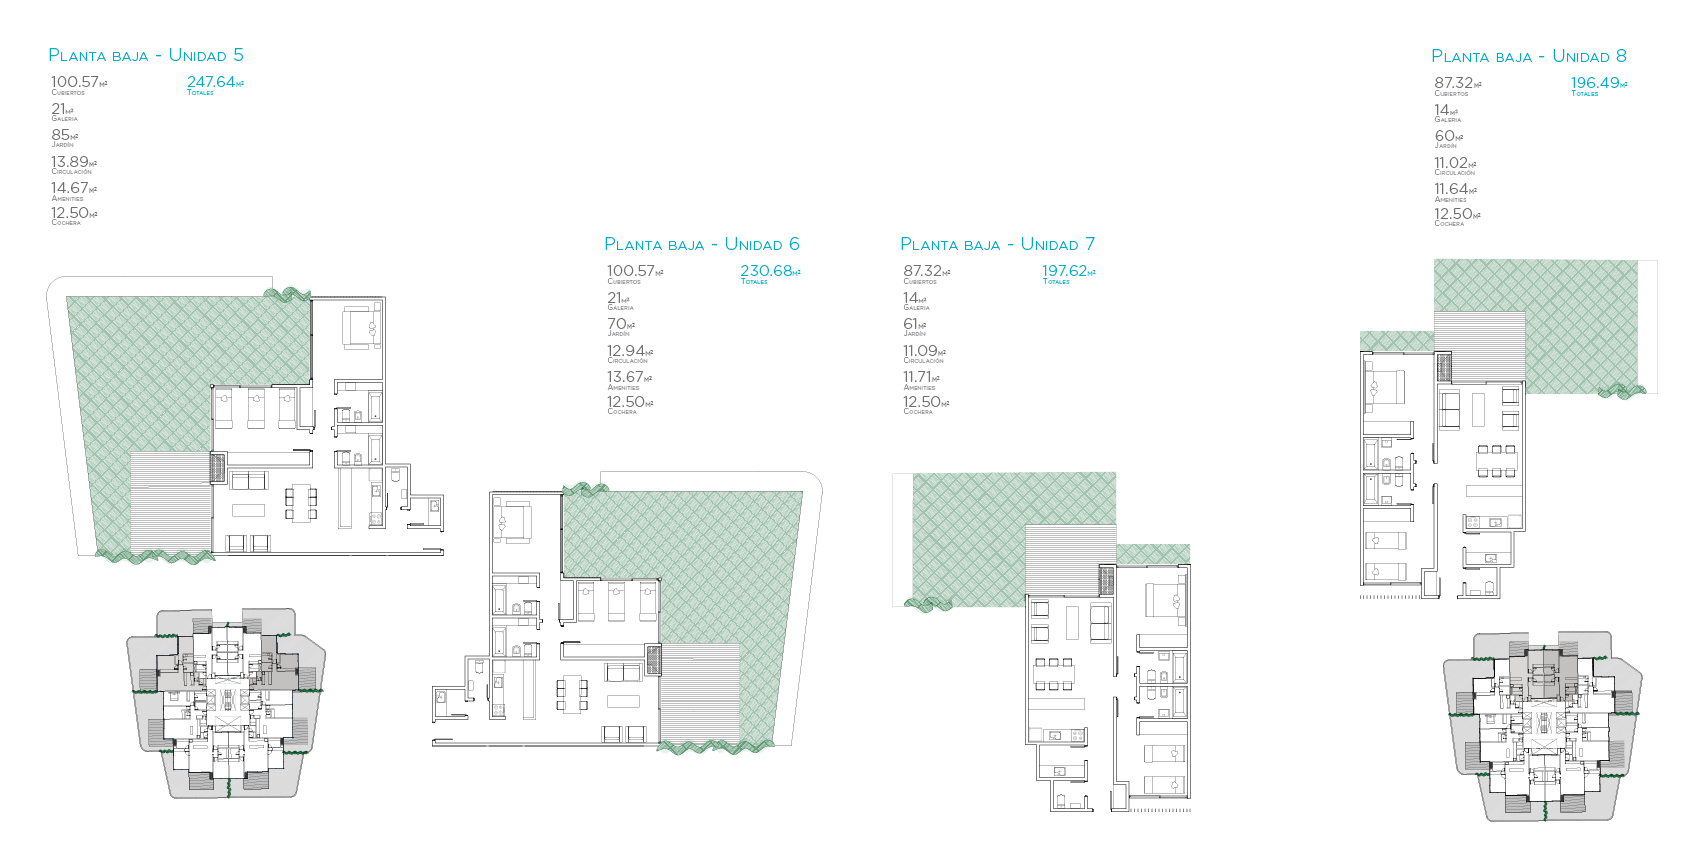 Planta baja - Unidad 5
100.57m² 247.64m²
Cubiertos Totales
21m²
Galeria
85m²
Jardín
13.89m²
Circulación
14.67m²
Amenities
12.50m²
Cochera
Planta baja - Unidad 6
100.57m² 230.68m²
Cubiertos Totales
21m²
Galeria
70m²
Jardín
12.94m²
Circulación
13.67m²
Amenities
12.50m²
Cochera
Planta baja - Unidad 7
87.32m² 197.62m²
Cubiertos Totales
14m²
Galeria
61m²
Jardín
11.09m²
Circulación
11.71m²
Amenities
12.50m²
Cochera
Planta baja - Unidad 8
87.32m² 196.49m²
Cubiertos Totales
14m²
Galeria
60m²
Jardín
11.02m²
Circulación
11.64m²
Amenities
12.50m²
Cochera